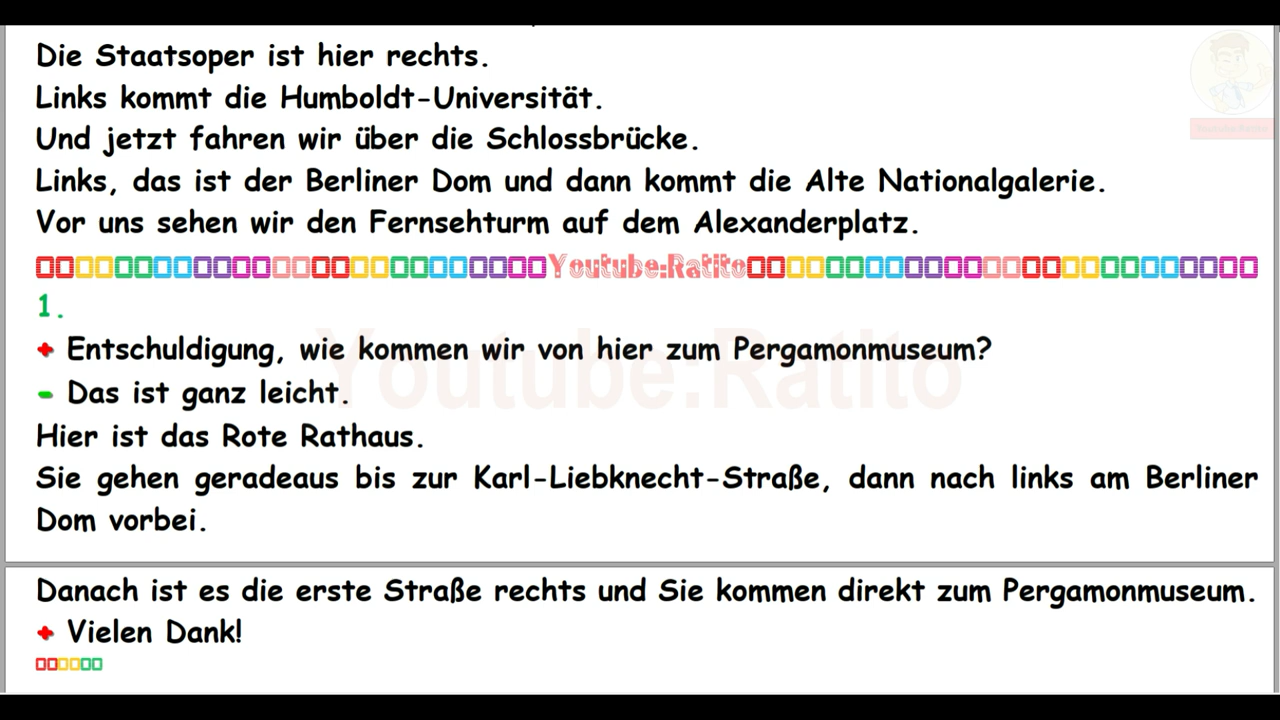 Die Staatsoper ist hier rechts.
Links kommt die Humboldt-Universität.
Und jetzt fahren wir über die Schlossbrücke.
Links, das ist der Berliner Dom und dann kommt die Alte Nationalgalerie.
Vor uns sehen wir den Fernsehturm auf dem Alexanderplatz.
Youtube:Ratito
1.
+ Entschuldigung, wie kommen wir von hier zum Pergamonmuseum?
Youtube:Ratito
- Das ist ganz leicht.
Hier ist das Rote Rathaus.
Sie gehen geradeaus bis zur Karl-Liebknecht-Straße, dann nach links am Berliner
Dom vorbei.
Danach ist es die erste Straße rechts und Sie kommen direkt zum Pergamonmuseum.
+ Vielen Dank!